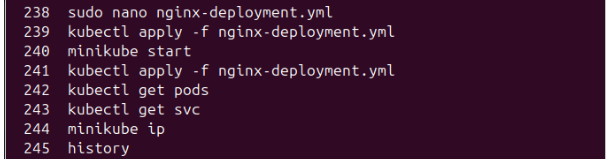 238 sudo nano nginx-deployment.yml
239 kubectl apply -f nginx-deployment.yml
240 minikube start
241 kubectl apply -f nginx-deployment.yml
242 kubectl get pods
243 kubectl get svc
244 minikube ip
245 history